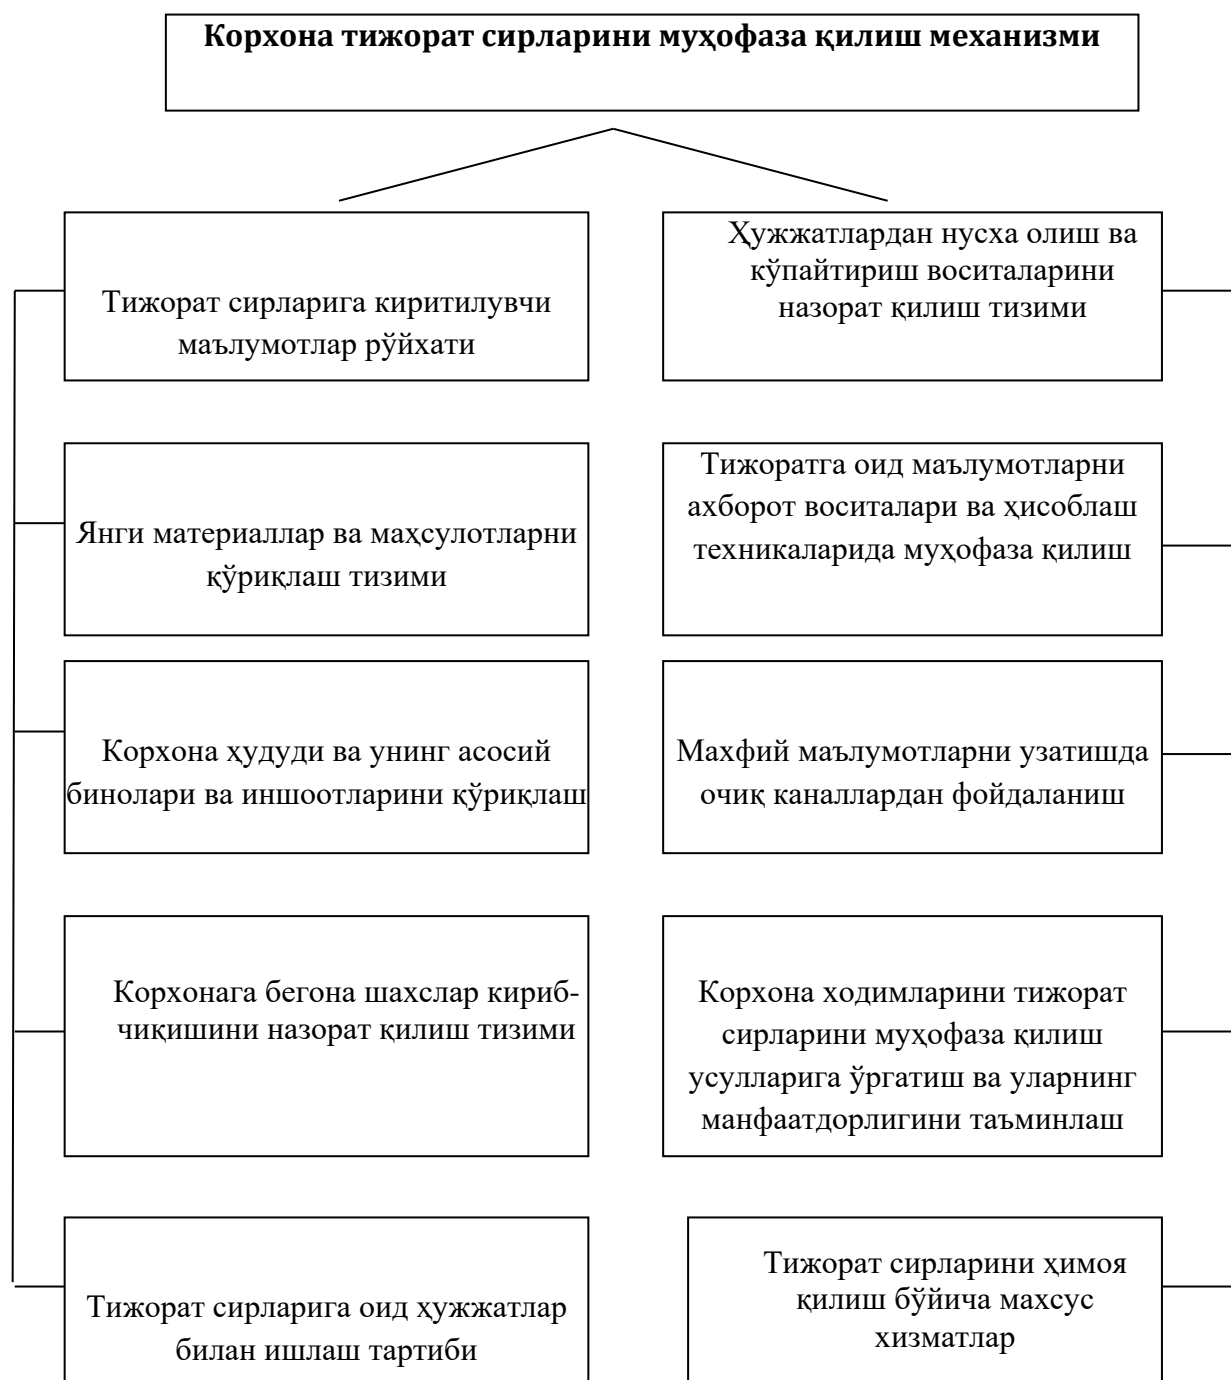 Корхона тижорат сирларини муҳофаза қилиш механизми
Тижорат сирларига киритилувчи
маълумотлар рўйхати
Ҳужжатлардан нусха олиш ва
кўпайтириш воситаларини
назорат қилиш тизими
Янги материаллар ва маҳсулотларни
қўриқлаш тизими
Тижоратга оид маълумотларни
ахборот воситалари ва ҳисоблаш
техникаларида муҳофаза қилиш
Корхона ҳудуди ва унинг асосий
бинолари ва иншоотларини қўриқлаш
Махфий маълумотларни узатишда
очиқ каналлардан фойдаланиш
Корхонага бегона шахслар кириб-
чиқишини назорат қилиш тизими
Корхона ходимларини тижорат
сирларини муҳофаза қилиш
усулларига ўргатиш ва уларнинг
манфаатдорлигини таъминлаш
Тижорат сирларига оид ҳужжатлар
билан ишлаш тартиби
Тижорат сирларини ҳимоя
қилиш бўйича махсус
хизматлар